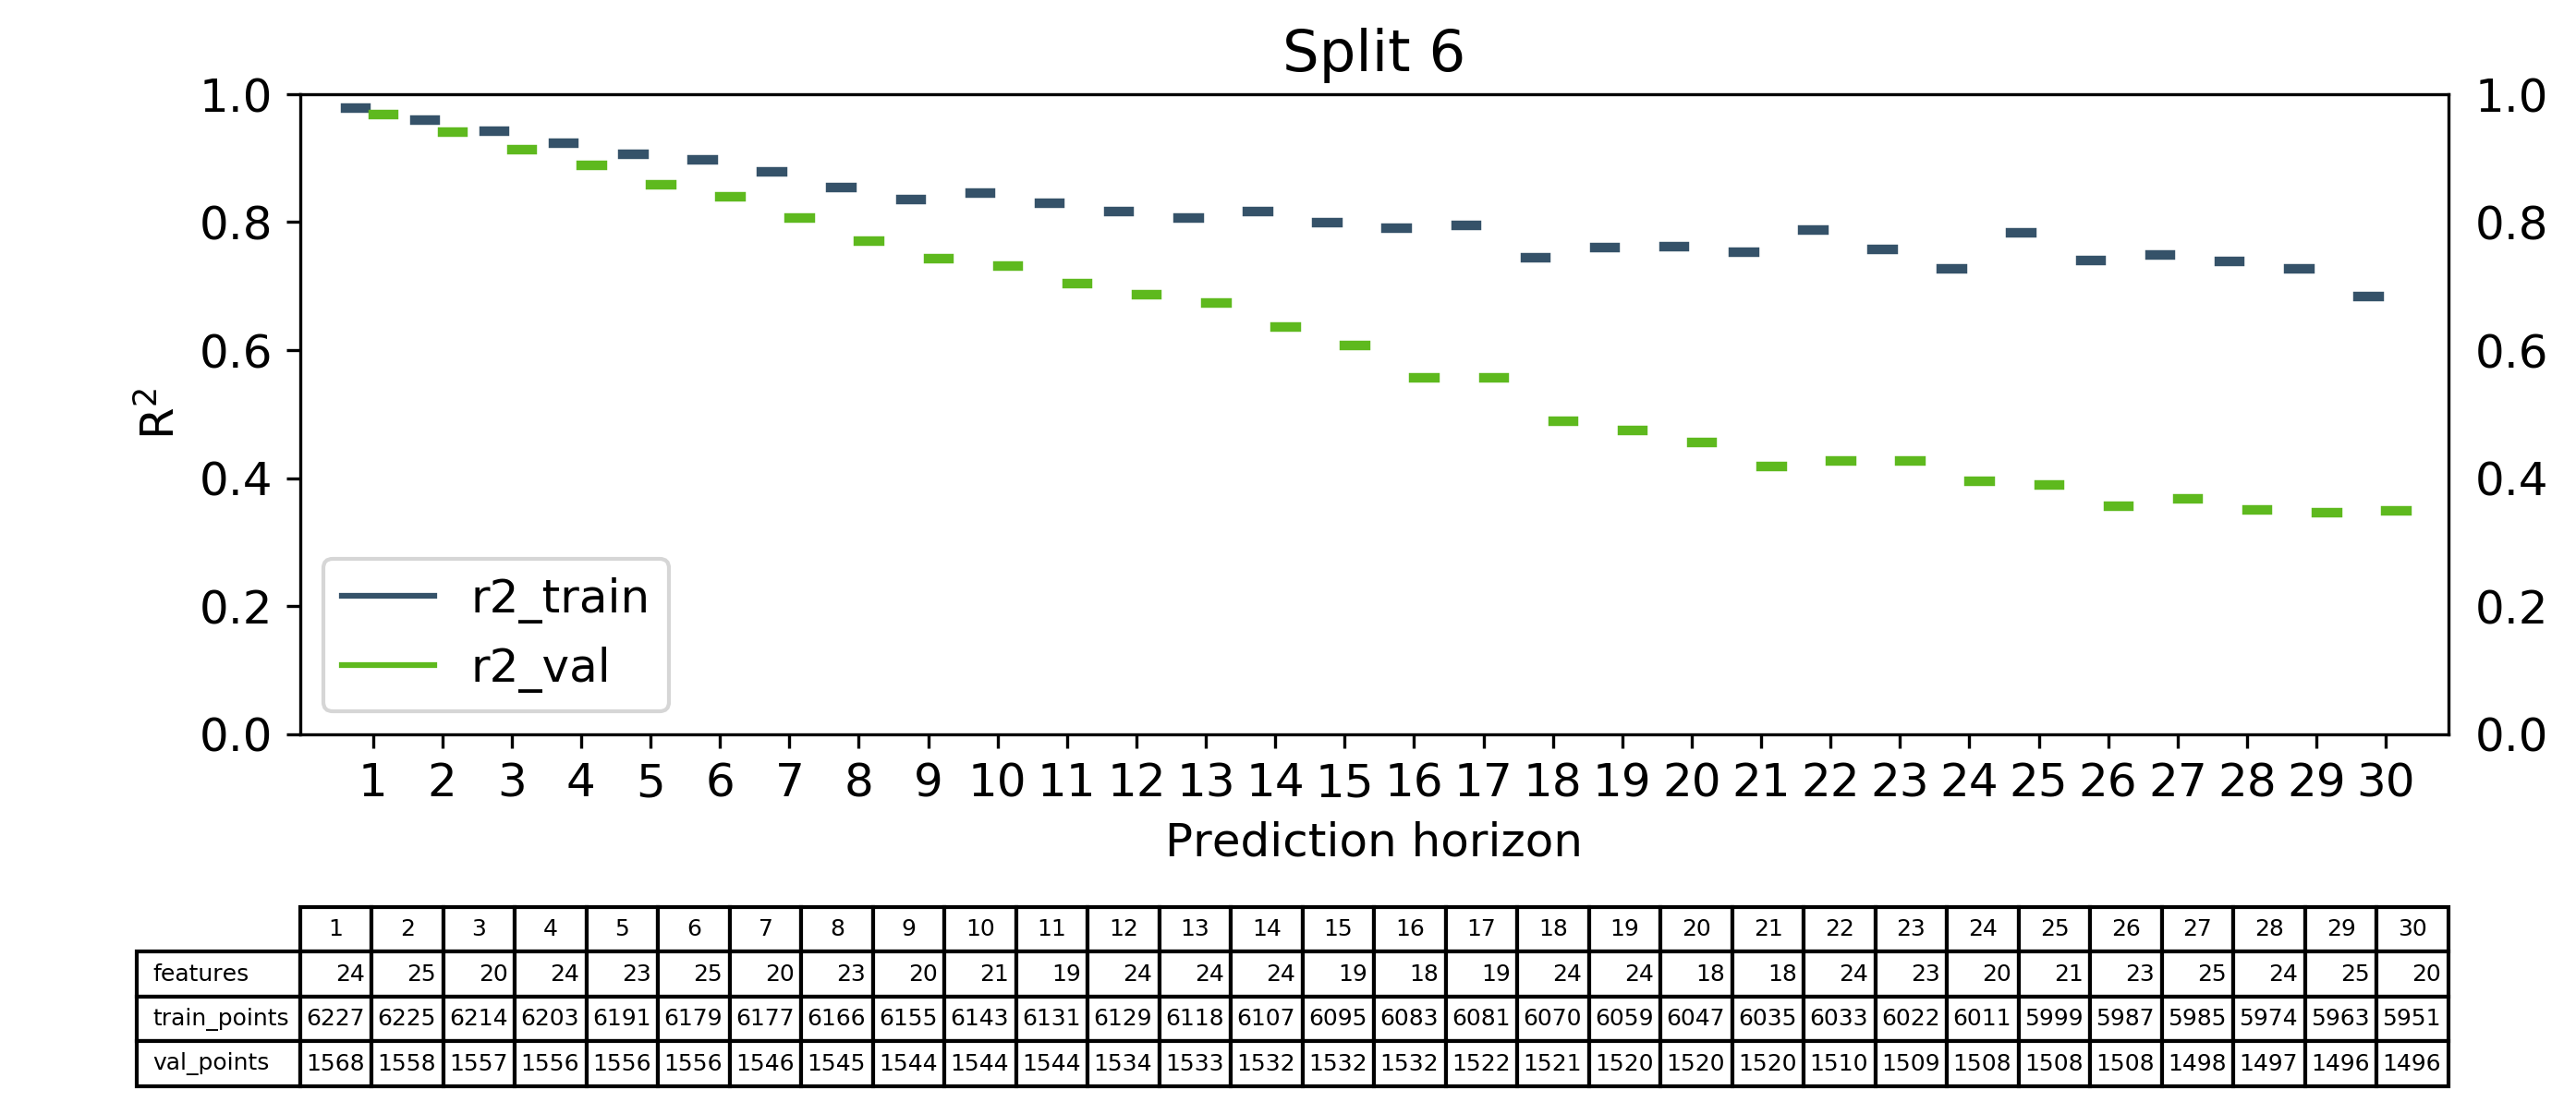 Split 6
1.0 1.0
0.8 0.8
0.6 0.6
R²
0.4 0.4
r2_train
0.2 0.2
r2_val
0.0 0.0
1 2 3 4 5 6 7 8 9 10 11 12 13 14 15 16 17 18 19 20 21 22 23 24 25 26 27 28 29 30
Prediction horizon
1 2 3 4 5 6 7 8 9 10 11 12 13 14 15 16 17 18 19 20 21 22 23 24 25 26 27 28 29 30
features 24 25 20 24 23 25 20 23 20 21 19 24 24 24 19 18 19 24 24 18 18 24 23 20 21 23 25 24 25 20
train_points 6227 6225 6214 6203 6191 6179 6177 6166 6155 6143 6131 6129 6118 6107 6095 6083 6081 6070 6059 6047 6035 6033 6022 6011 5999 5987 5985 5974 5963 5951
val_points 1568 1558 1557 1556 1556 1556 1546 1545 1544 1544 1544 1534 1533 1532 1532 1532 1522 1521 1520 1520 1520 1510 1509 1508 1508 1508 1498 1497 1496 1496